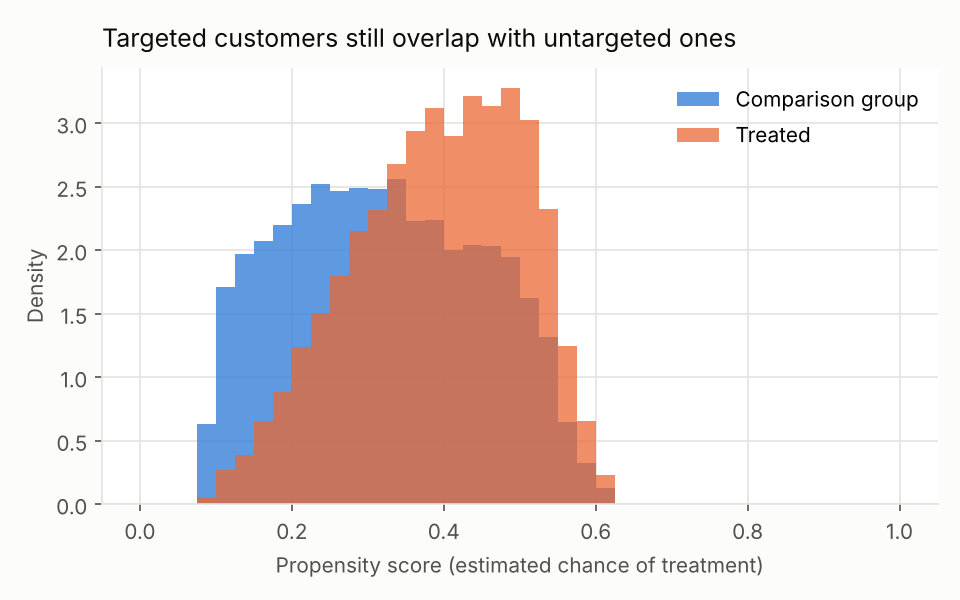 Targeted customers still overlap with untargeted ones
Comparison group
Treated
Density
3.0
2.5
2.0
1.5
1.0
0.5
0.0
0.0 0.2 0.4 0.6 0.8 1.0
Propensity score (estimated chance of treatment)